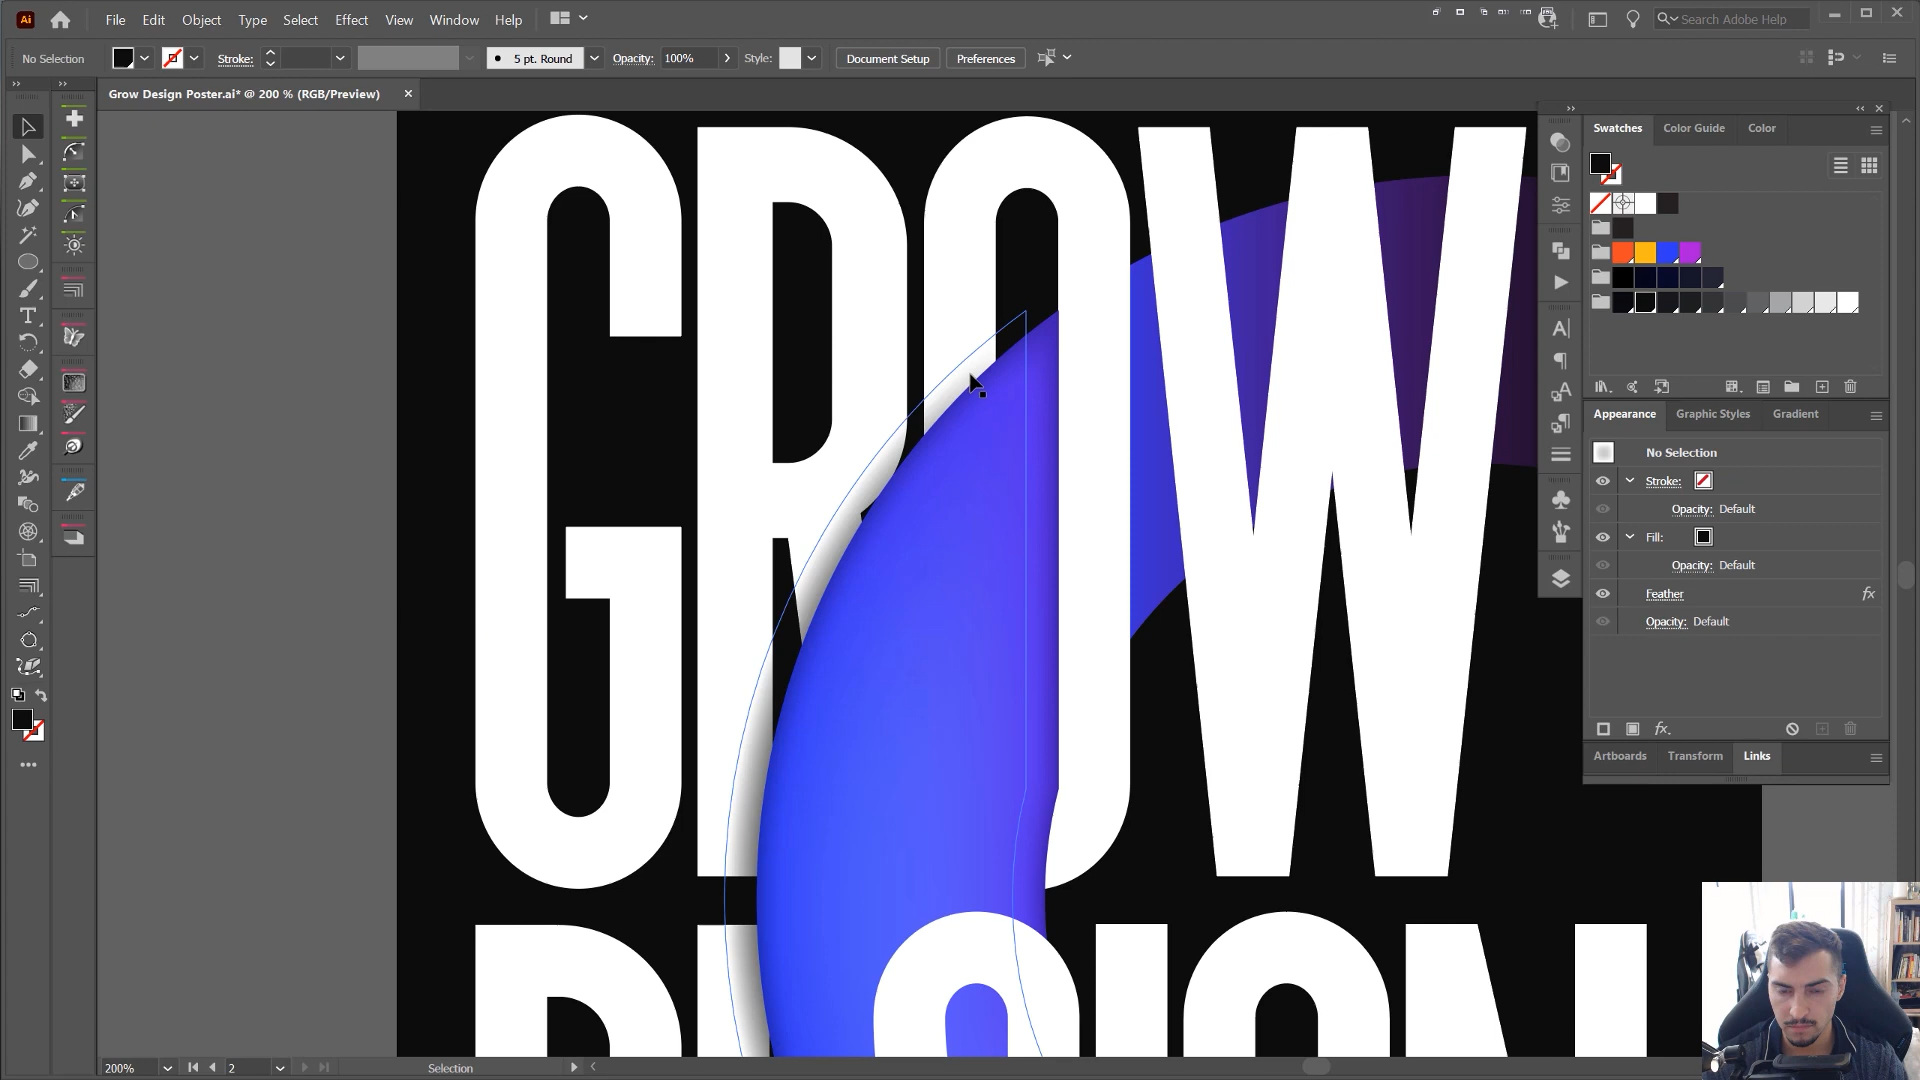 Ai File Edit Object Type Select Effect View Window Help
Search Adobe Help
No Selection Stroke: 5 pt. Round Opacity: 100% Style: Document Setup Preferences
Grow Design Poster.ai* @ 200 % (RGB/Preview)
GROW
Swatches Color Guide Color
Appearance Graphic Styles Gradient
No Selection
Stroke:
Opacity: Default
Fill:
Opacity: Default
Feather fx
Opacity: Default
fx.
Artboards Transform Links
200% 2 Selection